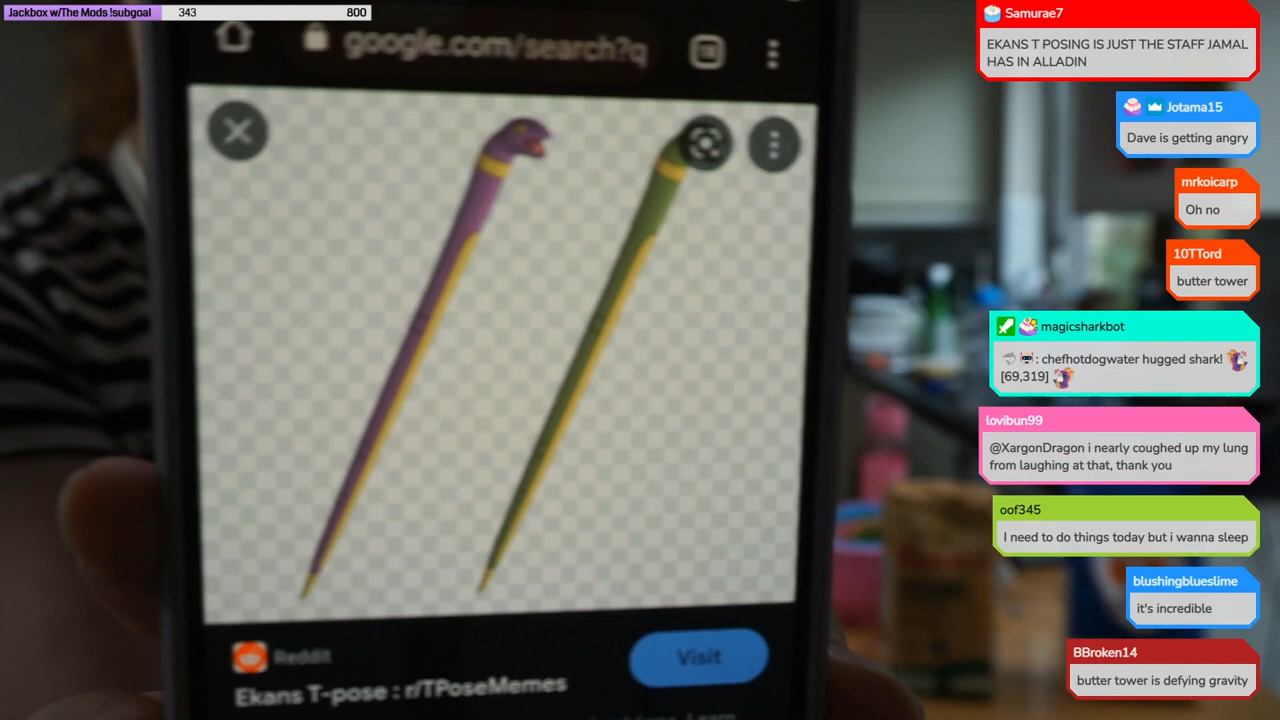 Jackbox w/The Mods !subgoal 343 800
google.com/search?q
Reddit
Visit
Ekans T-pose : r/TPoseMemes
Learn
Samurae7
EKANS T POSING IS JUST THE STAFF JAMAL
HAS IN ALLADIN
Jotama15
Dave is getting angry
mrkoicarp
Oh no
10TTord
butter tower
magicsharkbot
: chefhotdogwater hugged shark!
[69,319]
lovibun99
@XargonDragon i nearly coughed up my lung
from laughing at that, thank you
oof345
I need to do things today but i wanna sleep
blushingblueslime
it's incredible
BBroken14
butter tower is defying gravity